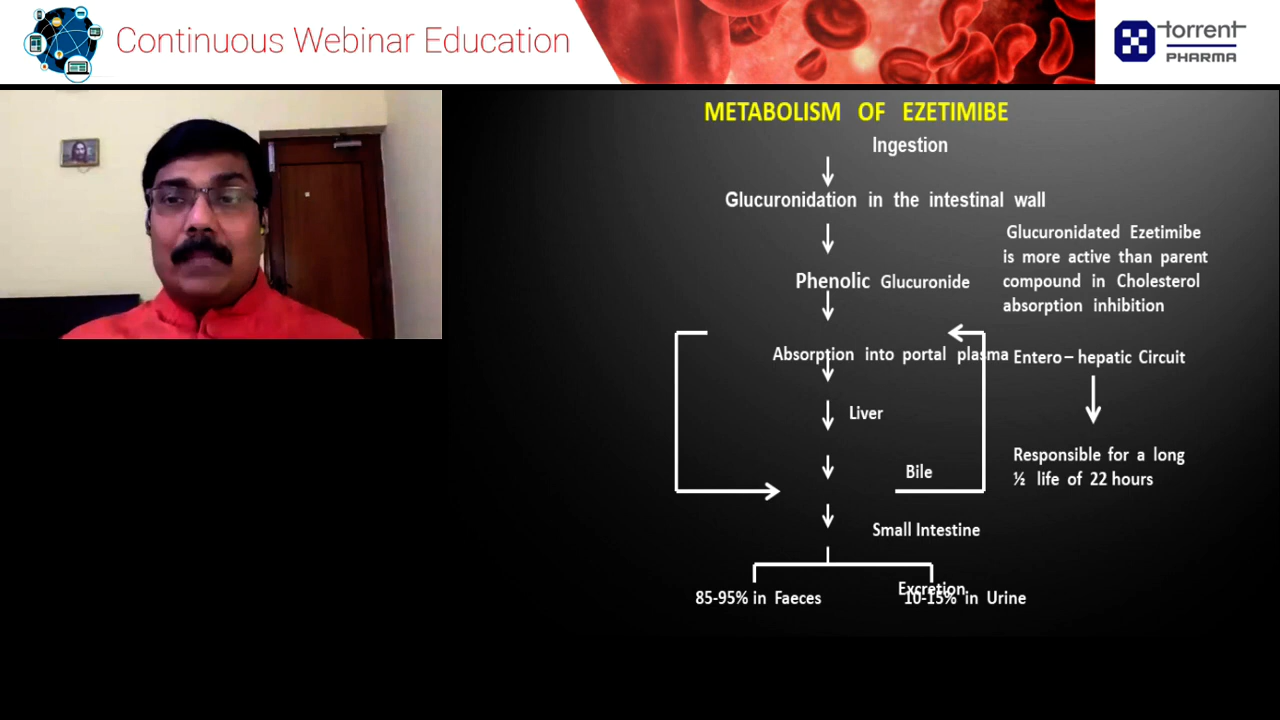 Continuous Webinar Education
torrent
PHARMA
METABOLISM OF EZETIMIBE
Ingestion
Glucuronidation in the intestinal wall
Glucuronidated Ezetimibe
is more active than parent
compound in Cholesterol
absorption inhibition
Phenolic Glucuronide
Absorption into portal plasma
Entero – hepatic Circuit
Liver
Responsible for a long
½ life of 22 hours
Bile
Small Intestine
Excretion
85-95% in Faeces
10-15% in Urine